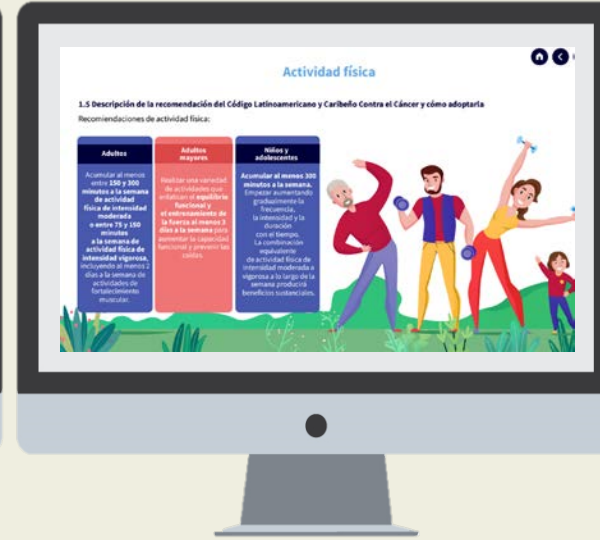 Actividad física
1.5 Descripción de la recomendación del Código Latinoamericano y Caribeño Contra el Cáncer y cómo adoptarla
Recomiendaciones de actividad física:
Adultos
Acumular al menos
entre 150 y 300
minutos a la semana
de actividad
física de intensidad
moderada
o entre 75 y 150
minutos
a la semana de
actividad física de
intensidad vigorosa,
incluyendo al menos 2
días a la semana de
actividades de
fortalecimiento
muscular.
Adultos
mayores
Realizar una variedad
de actividades que
enfaticen el equilibrio
funcional y
el entrenamiento de
la fuerza al menos 3
días a la semana para
aumentar la capacidad
funcional y prevenir las
caídas.
Niños y
adolescentes
Acumular al menos 300
minutos a la semana.
Empezar aumentando
gradualmente la
frecuencia,
la intensidad y la
duración
con el tiempo.
La combinación
equivalente
de actividad física de
intensidad moderada a
vigorosa a lo largo de la
semana producirá
beneficios sustenciales.